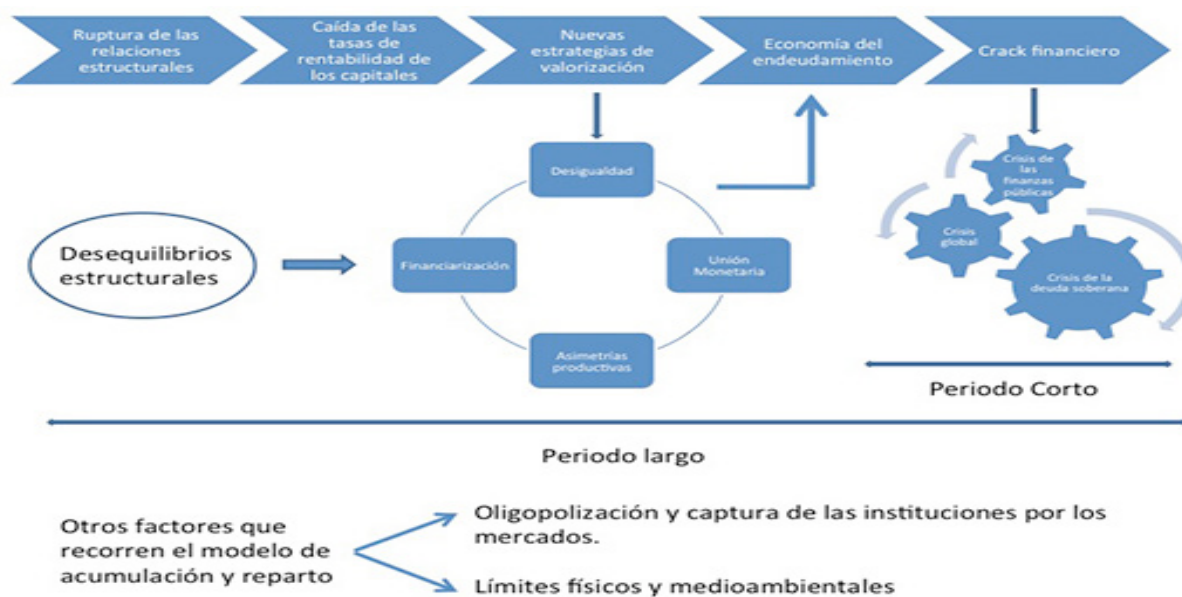 Ruptura de las
relaciones
estructurales
Caída de las
tasas de
rentabilidad de
los capitales
Nuevas
estrategias de
valorización
Economía del
endeudamiento
Crack financiero
Desigualdad
Financiarización
Unión
Monetaria
Asimetrías
productivas
Desequilibrios
estructurales
Crisis de
las
finanzas
públicas
Crisis
global
Crisis de la
deuda soberana
Periodo Corto
Periodo largo
Otros factores que
recorren el modelo de
acumulación y reparto
Oligopolización y captura de las instituciones por los
mercados.
Límites físicos y medioambientales